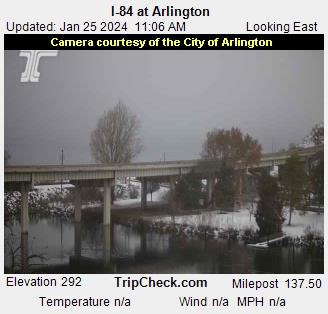 I-84 at Arlington
Updated: Jan 25 2024 11:06 AM Looking East
Camera courtesy of the City of Arlington
Elevation 292 TripCheck.com Milepost 137.50
Temperature n/a Wind n/a MPH n/a